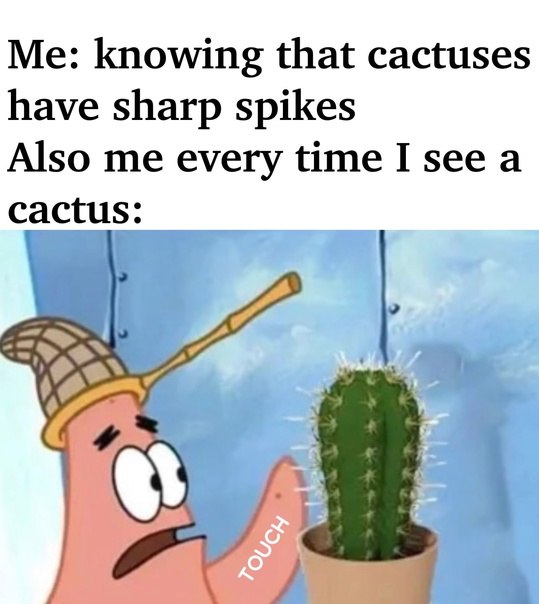 Me: knowing that cactuses
have sharp spikes
Also me every time I see a
cactus:
TOUCH